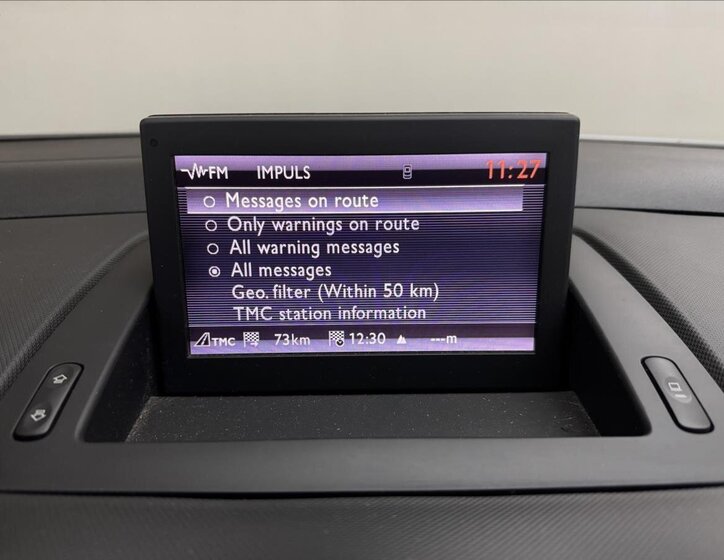 FM IMPULS 11:27
Messages on route
Only warnings on route
All warning messages
All messages
Geo.filter (Within 50 km)
TMC station information
TMC 73km 12:30 ---m